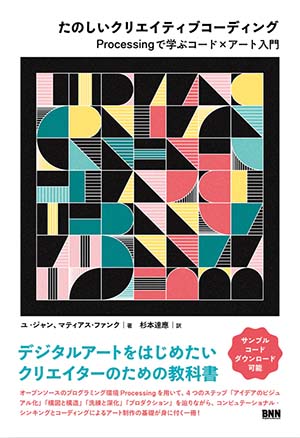 たのしいクリエイティブコーディング
Processingで学ぶコード×アート入門
ユ・ジャン、マティアス・ファンク｜著　杉本達應｜訳
デジタルアートをはじめたい
クリエイターのための教科書
サンプル
コード
ダウンロード
可能
オープンソースのプログラミング環境Processingを用いて、4つのステップ「アイデアのビジュ
アル化」「構図と構造」「洗練と深化」「プロダクション」を辿りながら、コンピュテーショナル・
シンキングとコーディングによるアート制作の基礎が身に付く一冊！
BNN